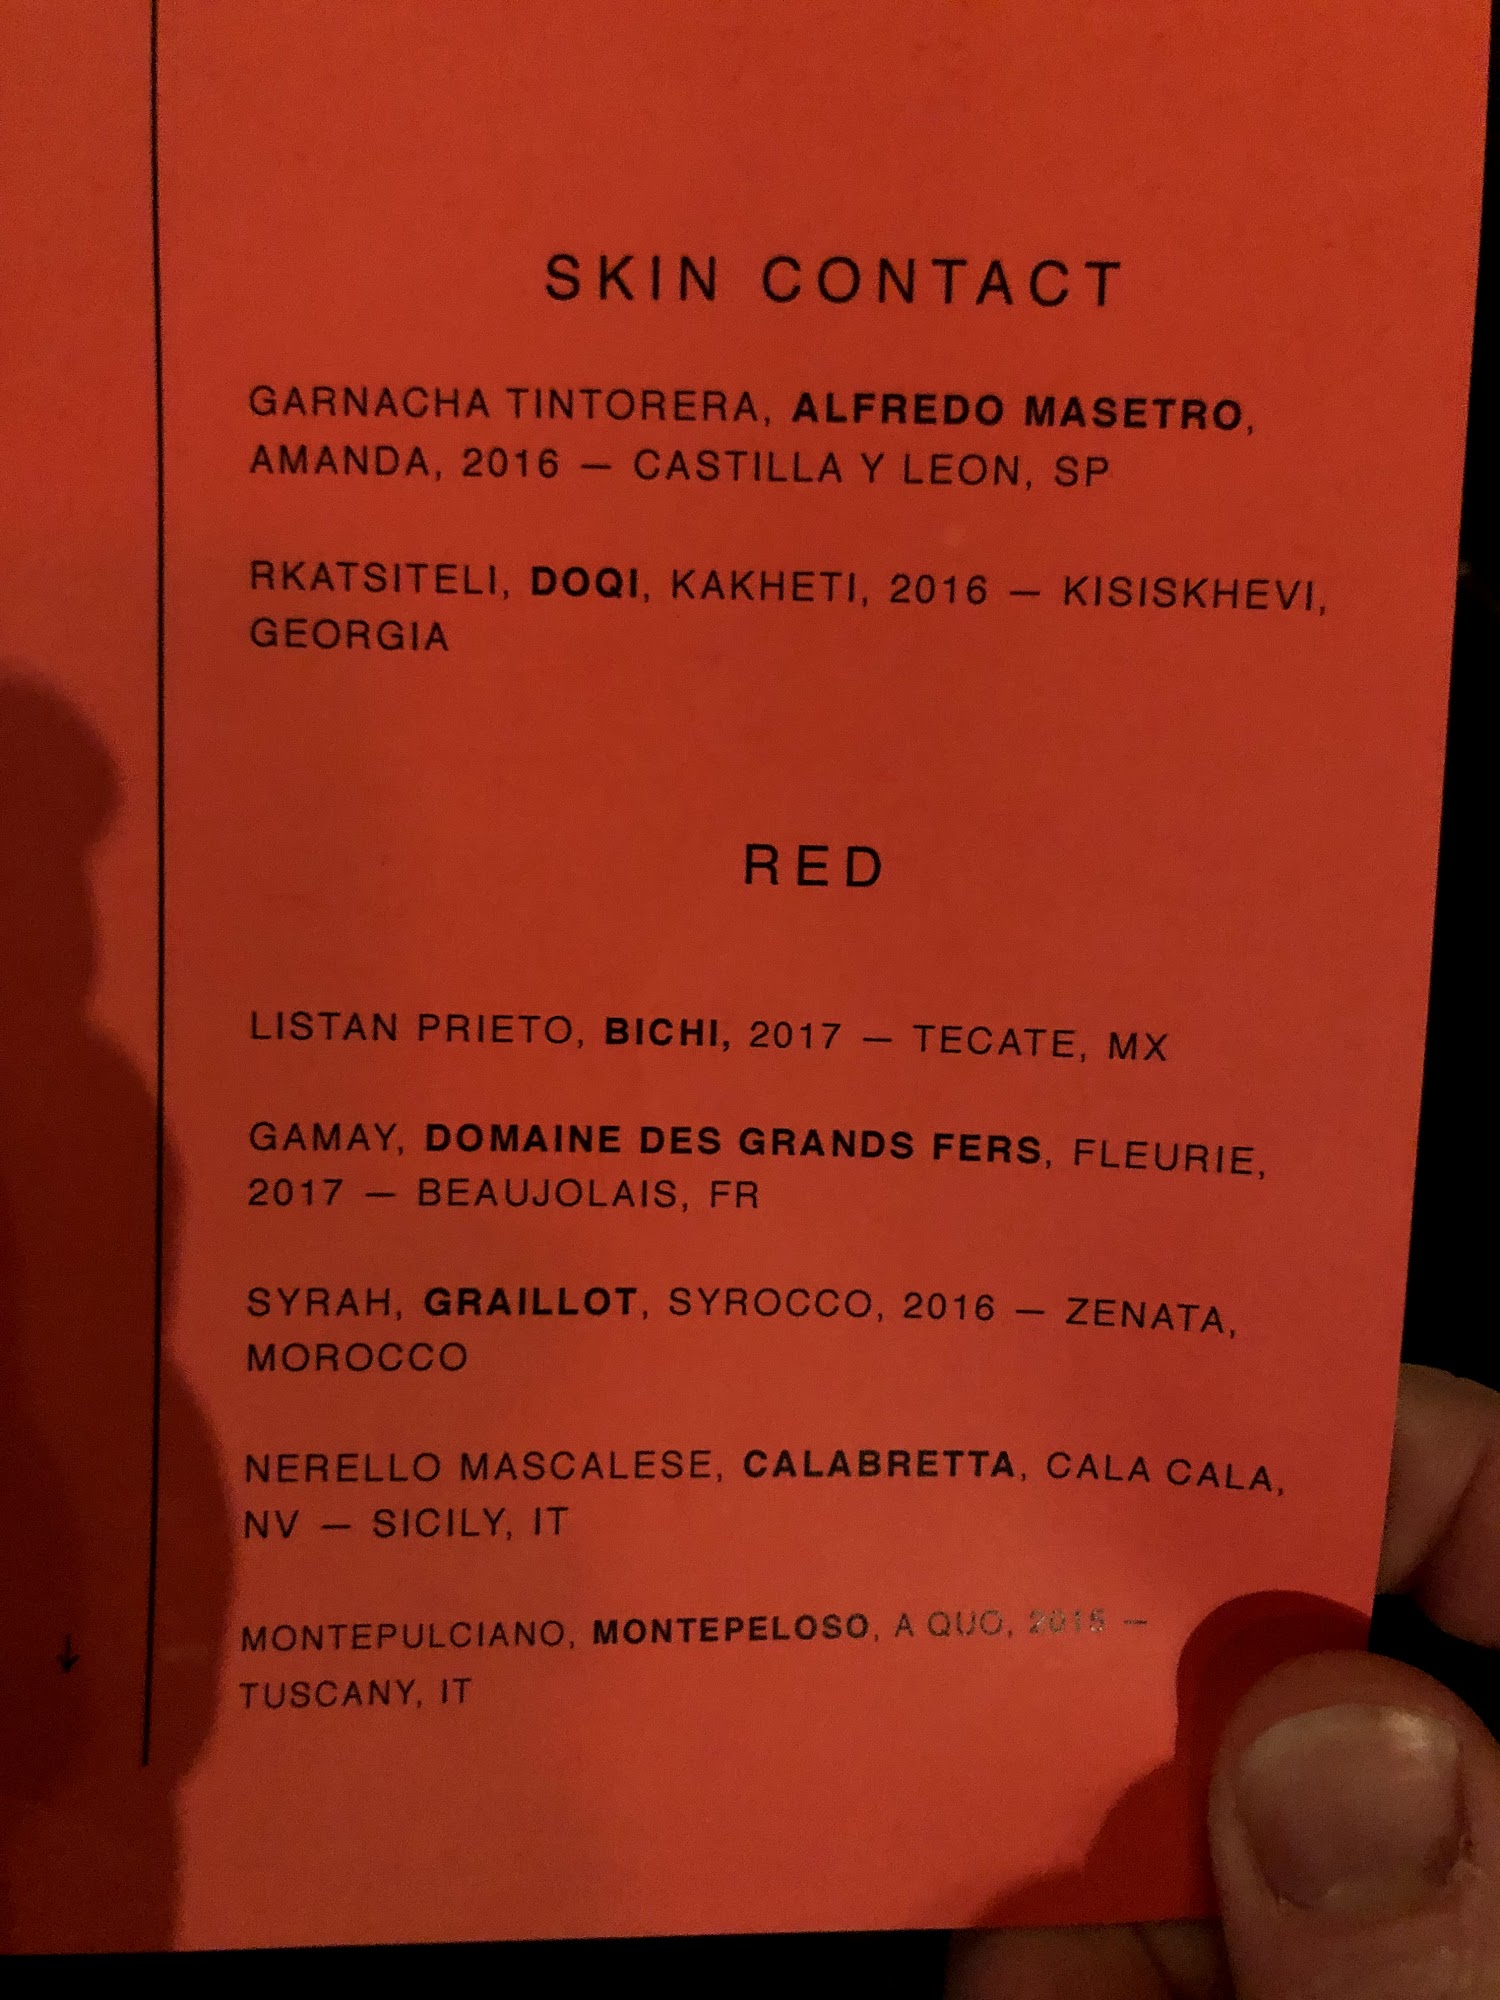 SKIN CONTACT
GARNACHA TINTORERA, ALFREDO MASETRO,
AMANDA, 2016 — CASTILLA Y LEON, SP
RKATSITELI, DOQI, KAKHETI, 2016 — KISISKHEVI,
GEORGIA
RED
LISTAN PRIETO, BICHI, 2017 — TECATE, MX
GAMAY, DOMAINE DES GRANDS FERS, FLEURIE,
2017 — BEAUJOLAIS, FR
SYRAH, GRAILLOT, SYROCCO, 2016 — ZENATA,
MOROCCO
NERELLO MASCALESE, CALABRETTA, CALA CALA,
NV — SICILY, IT
MONTEPULCIANO, MONTEPELOSO, A QUO, —
TUSCANY, IT